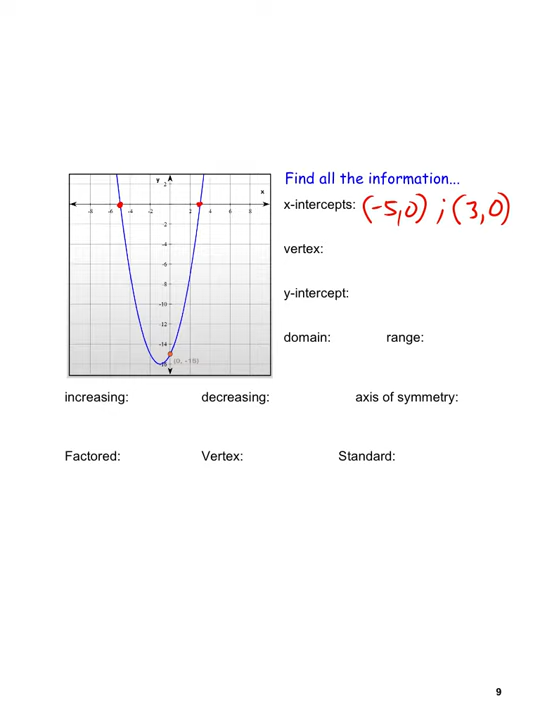 Find all the information...
x-intercepts: (-5,0) ; (3,0)
vertex:
y-intercept:
domain: range:
y
2
x
-8 -6 -4 -2 2 4 6 8
-2
-4
-6
-8
-10
-12
-14
(0, -15)
-16
increasing: decreasing: axis of symmetry:
Factored: Vertex: Standard:
9